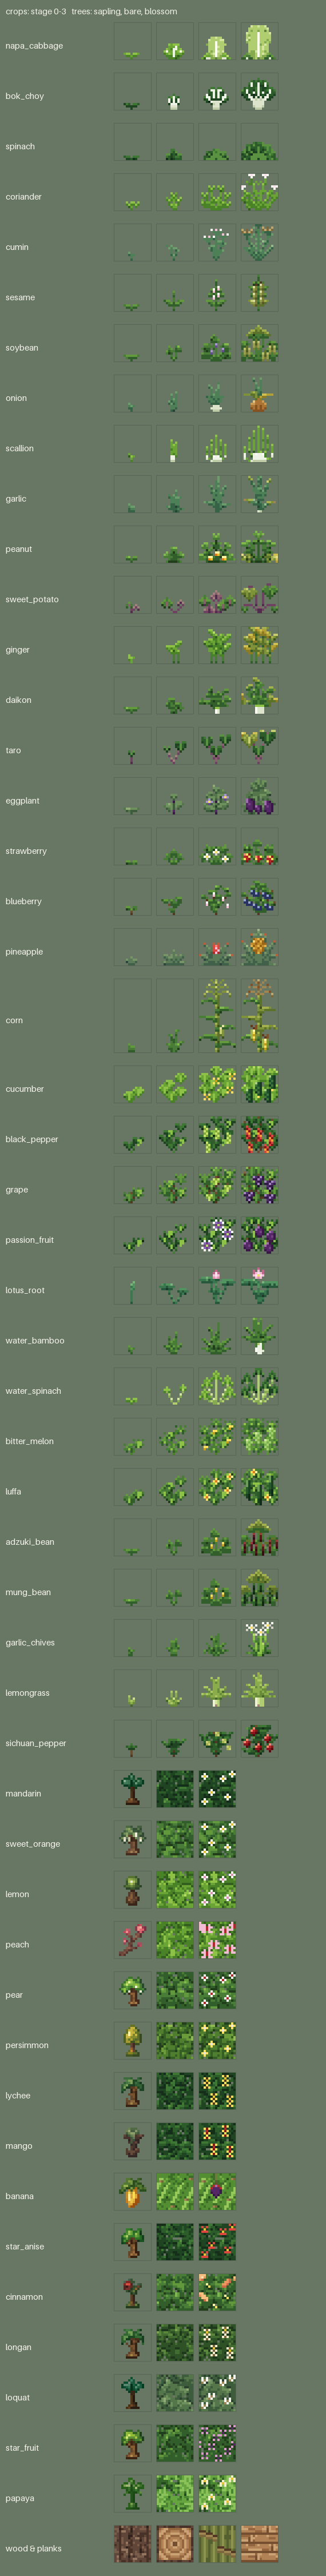 crops: stage 0-3   trees: sapling, bare, blossom
napa_cabbage
bok_choy
spinach
coriander
cumin
sesame
soybean
onion
scallion
garlic
peanut
sweet_potato
ginger
daikon
taro
eggplant
strawberry
blueberry
pineapple
corn
cucumber
black_pepper
grape
passion_fruit
lotus_root
water_bamboo
water_spinach
bitter_melon
luffa
adzuki_bean
mung_bean
garlic_chives
lemongrass
sichuan_pepper
mandarin
sweet_orange
lemon
peach
pear
persimmon
lychee
mango
banana
star_anise
cinnamon
longan
loquat
star_fruit
papaya
wood & planks